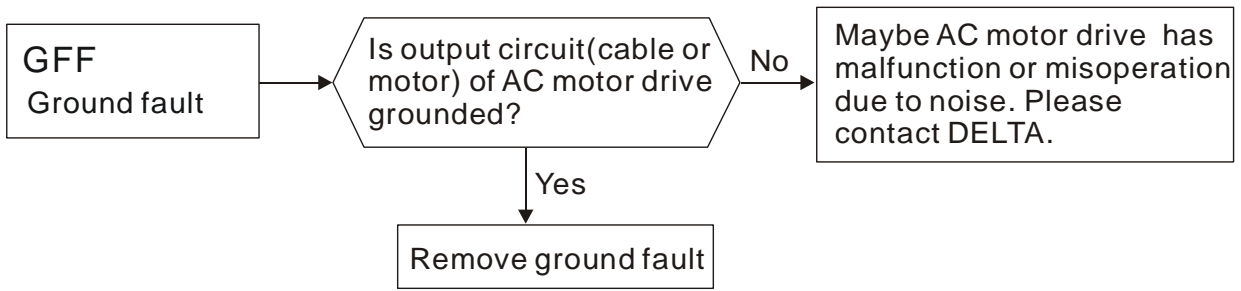 GFF
Ground fault
Is output circuit(cable or
motor) of AC motor drive
grounded?
No
Maybe AC motor drive has
malfunction or misoperation
due to noise. Please
contact DELTA.
Yes
Remove ground fault